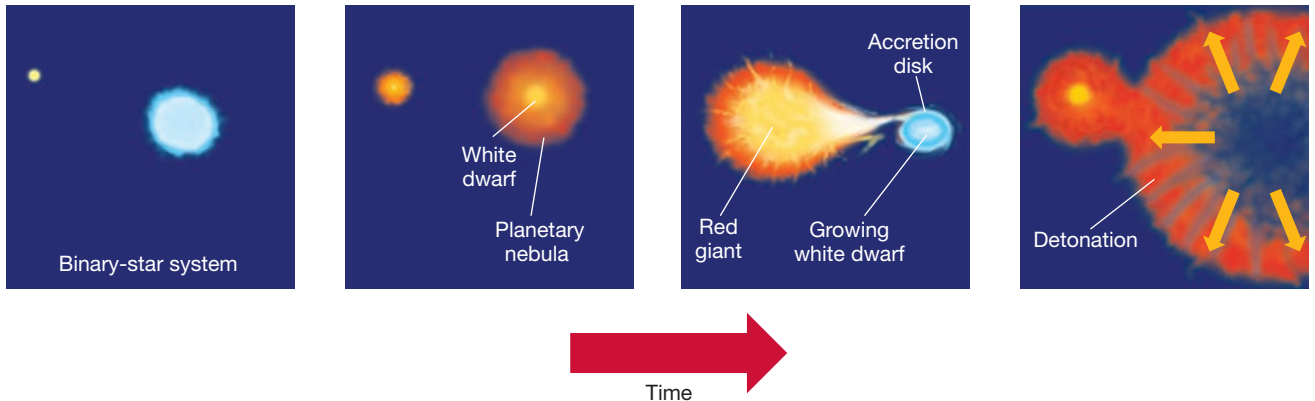 Binary-star system
White
dwarf
Planetary
nebula
Accretion
disk
Red
giant
Growing
white dwarf
Detonation
Time